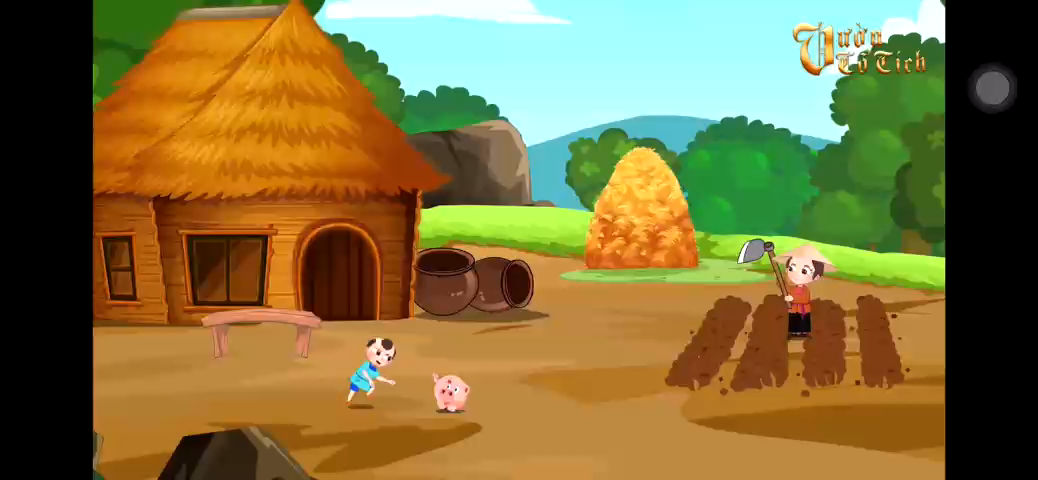 Vườn
Cổ Tích